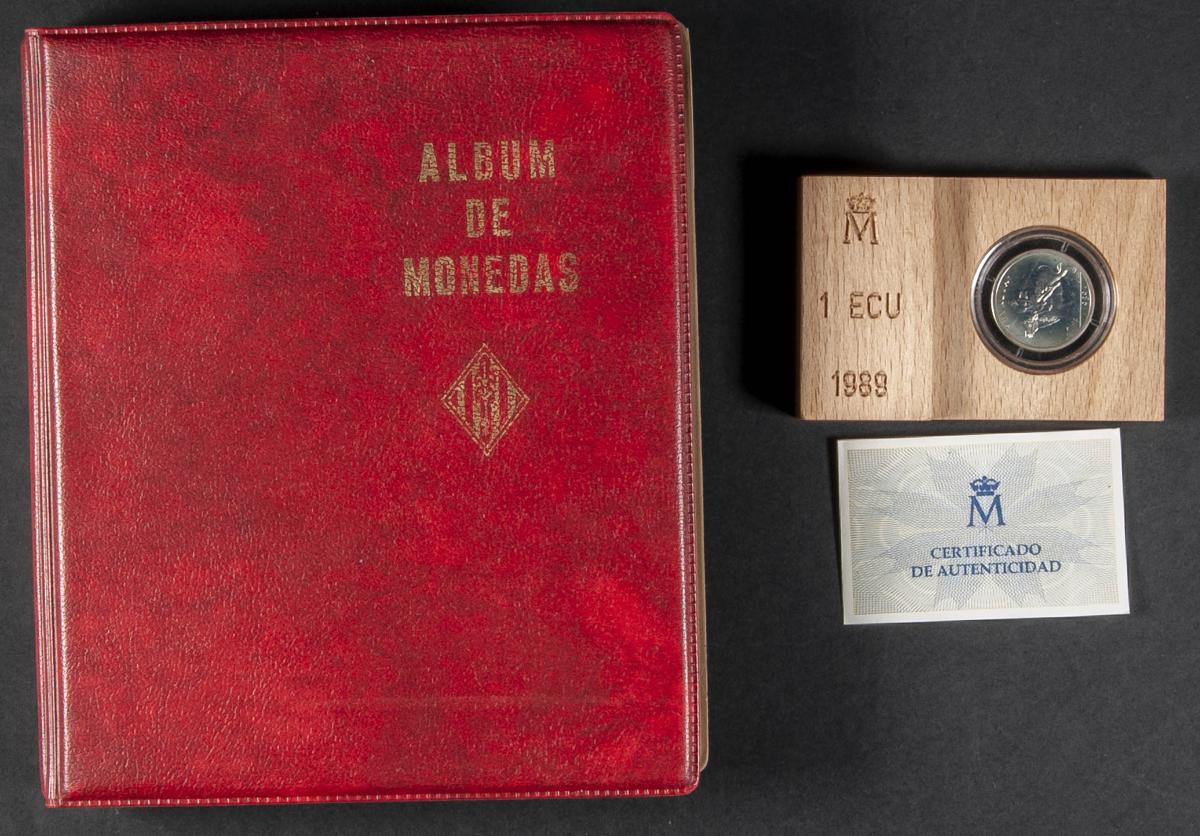 ALBUM
DE
MONEDAS
M
1 ECU
1989
M
CERTIFICADO
DE AUTENTICIDAD